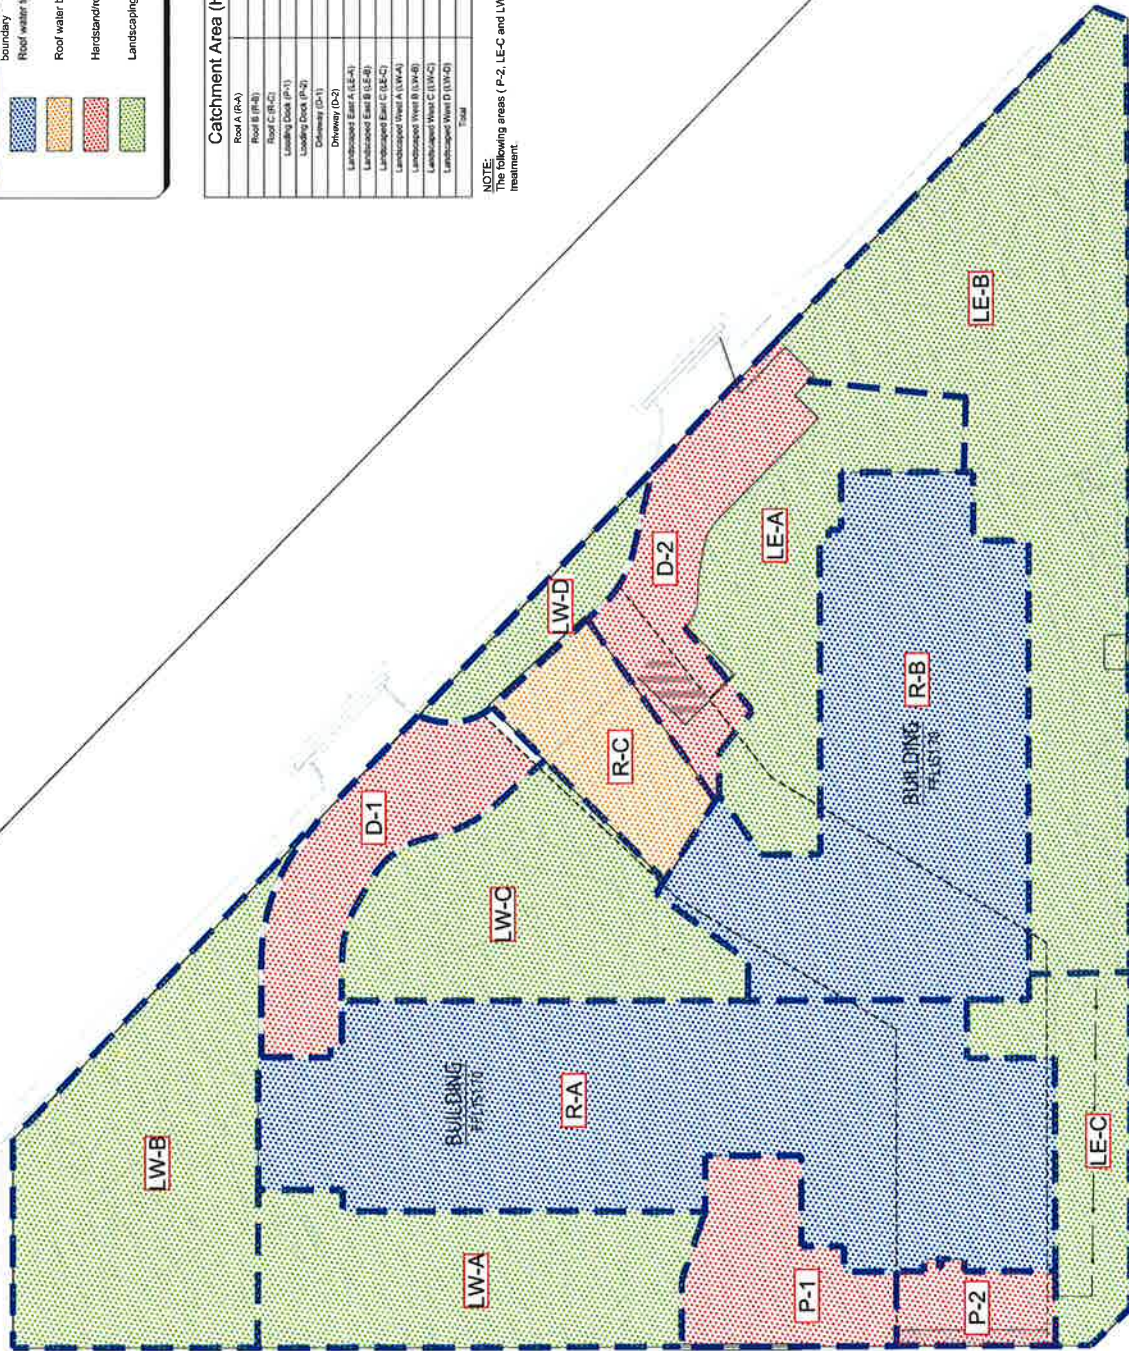 boundary
Roof water
Roof water
Hardstand/
Landscaping
Catchment Area (
Roof A (R-A)
Roof B (R-B)
Roof C (R-C)
Loading Dock (P-1)
Loading Dock (P-2)
Driveway (D-1)
Driveway (D-2)
Landscaped East A (LE-A)
Landscaped East B (LE-B)
Landscaped East C (LE-C)
Landscaped West A (LW-A)
Landscaped West B (LW-B)
Landscaped West C (LW-C)
Landscaped West D (LW-D)
Total
NOTE:
The following areas ( P-2, LE-C and
treatment.
LW-B
LW-A
P-1
P-2
LE-C
BUILDING
R-A
LW-C
D-1
R-C
LW-D
D-2
LE-A
BUILDING
R-B
LE-B